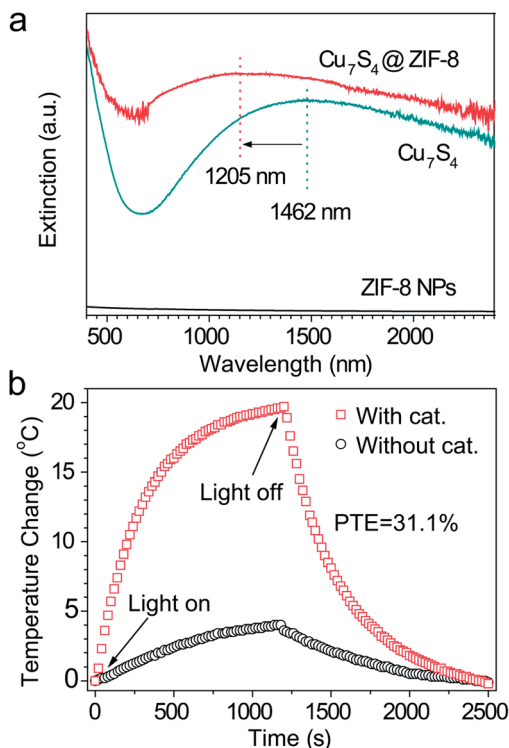 a
Extinction (a.u.)
Cu₇S₄@ZIF-8
Cu₇S₄
1205 nm
1462 nm
ZIF-8 NPs
500 1000 1500 2000
Wavelength (nm)
b
Temperature Change (°C)
20
15
10
5
0
With cat.
Without cat.
Light off
PTE=31.1%
Light on
0 500 1000 1500 2000 2500
Time (s)